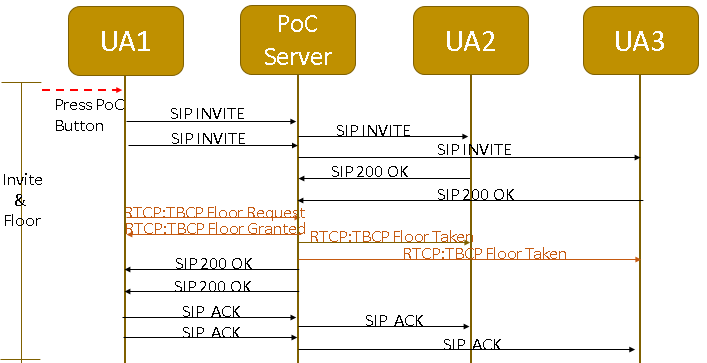 UA1
PoC
Server
UA2
UA3
Press PoC
Button
SIP INVITE
SIP INVITE
SIP INVITE
SIP INVITE
SIP 200 OK
SIP 200 OK
Invite
&
Floor
RTCP:TBCP Floor Request
RTCP:TBCP Floor Granted
RTCP:TBCP Floor Taken
RTCP:TBCP Floor Taken
SIP 200 OK
SIP 200 OK
SIP ACK
SIP ACK
SIP ACK
SIP ACK